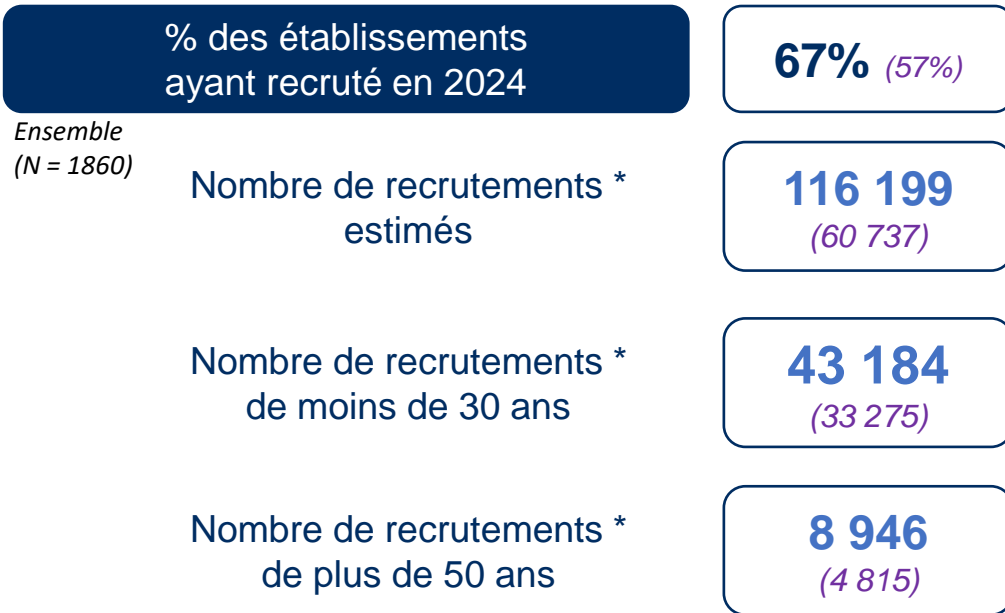 % des établissements
ayant recruté en 2024
67% (57%)
Ensemble
(N = 1860)
Nombre de recrutements *
estimés
116 199
(60 737)
Nombre de recrutements *
de moins de 30 ans
43 184
(33 275)
Nombre de recrutements *
de plus de 50 ans
8 946
(4 815)